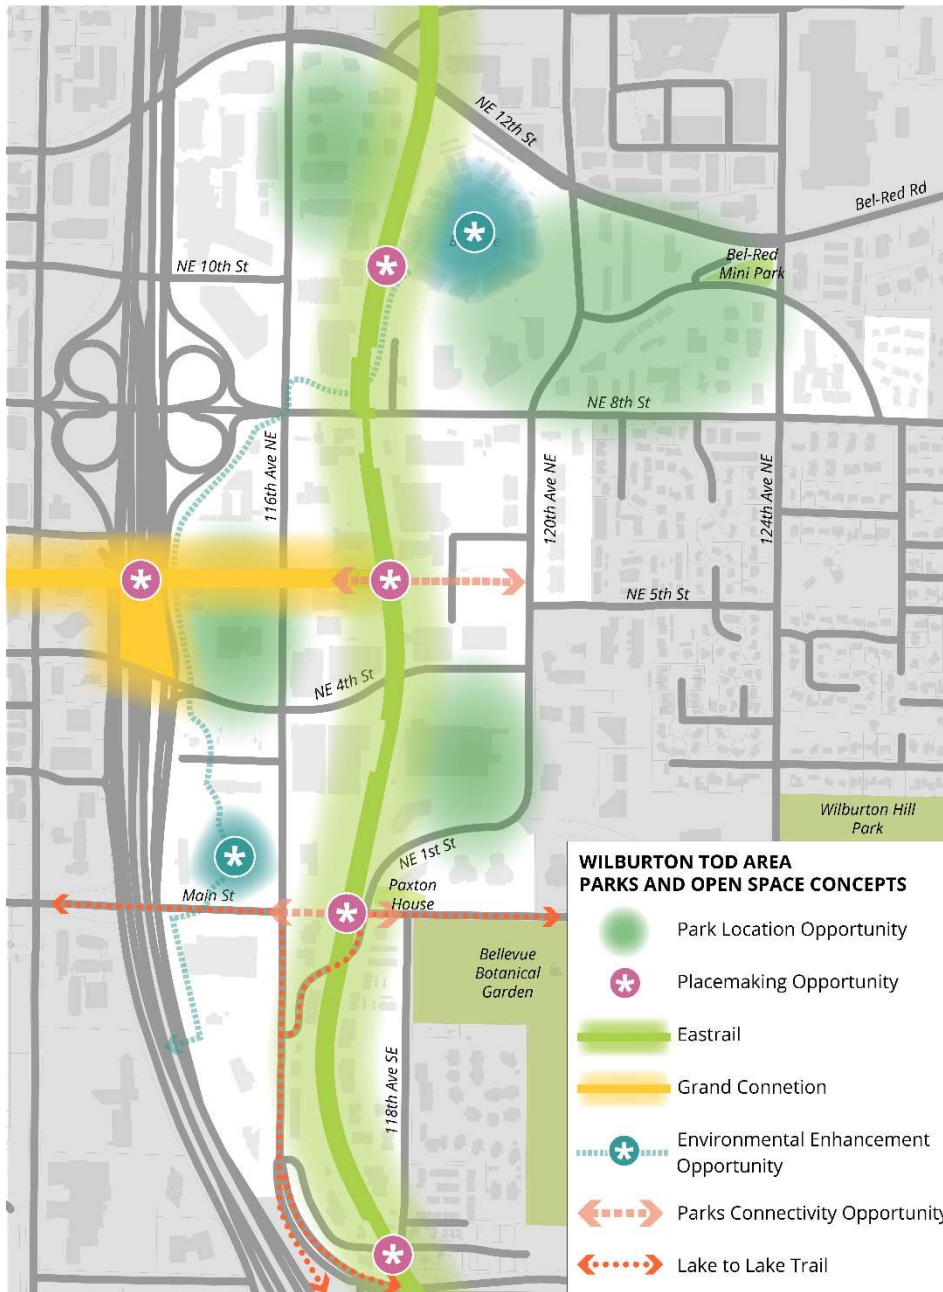 NE 12th St
Bel-Red Rd
Bel-Red
Mini Park
NE 10th St
NE 8th St
116th Ave NE
120th Ave NE
124th Ave NE
NE 5th St
NE 4th St
Wilburton Hill
Park
NE 1st St
Main St
Paxton
House
Bellevue
Botanical
Garden
118th Ave SE
WILBURTON TOD AREA
PARKS AND OPEN SPACE CONCEPTS
Park Location Opportunity
Placemaking Opportunity
Eastrail
Grand Connetion
Environmental Enhancement
Opportunity
Parks Connectivity Opportunity
Lake to Lake Trail